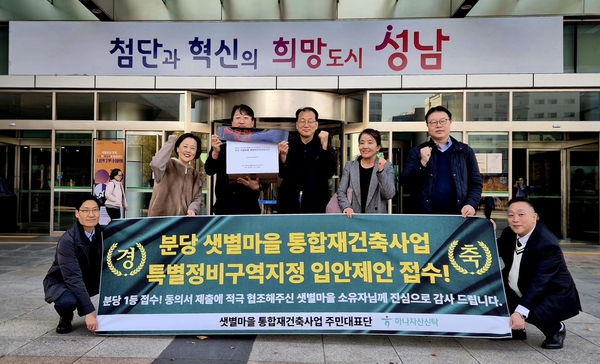 첨단과 혁신의 희망도시 성남
경 축
분당 샛별마을 통합재건축사업
특별정비구역지정 입안제안 접수!
분당 1등 접수! 동의서 제출에 적극 협조해주신 샛별마을 소유자님께 진심으로 감사 드립니다.
샛별마을 통합재건축사업 주민대표단 하나자산신탁